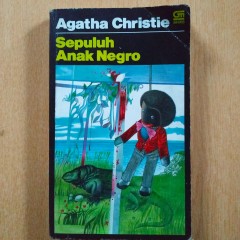 Agatha Christie
Sepuluh
Anak Negro